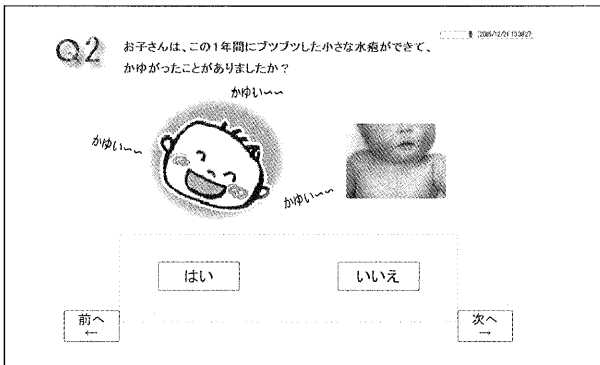 Q2
お子さんは、この1年間にブツブツした小さな水疱ができて、
かゆがったことがありましたか？
かゆい〜〜
かゆい〜〜
かゆい〜〜
はい
いいえ
前へ
←
次へ
→